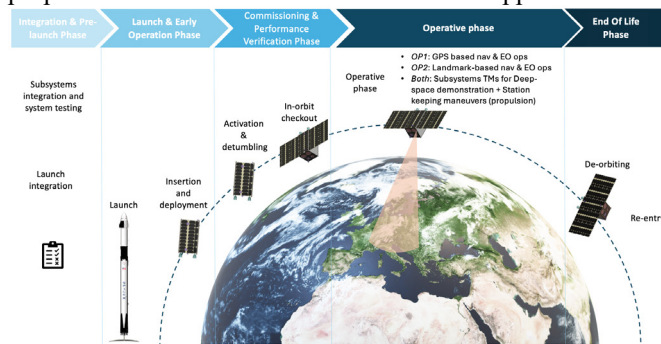 Integration & Pre-
launch Phase
Launch & Early
Operation Phase
Commissioning &
Performance
Verification Phase
Operative phase
End Of Life
Phase
Subsystems
integration and
system testing
Launch
integration
Launch
Insertion
and
deployment
Activation
&
detumbling
In-orbit
checkout
Operative
phase
• OP1: GPS based nav & EO ops
• OP2: Landmark-based nav & EO ops
• Both: Subsystems TMs for Deep-
space demonstration + Station
keeping maneuvers (propulsion)
De-orbiting
Re-entr